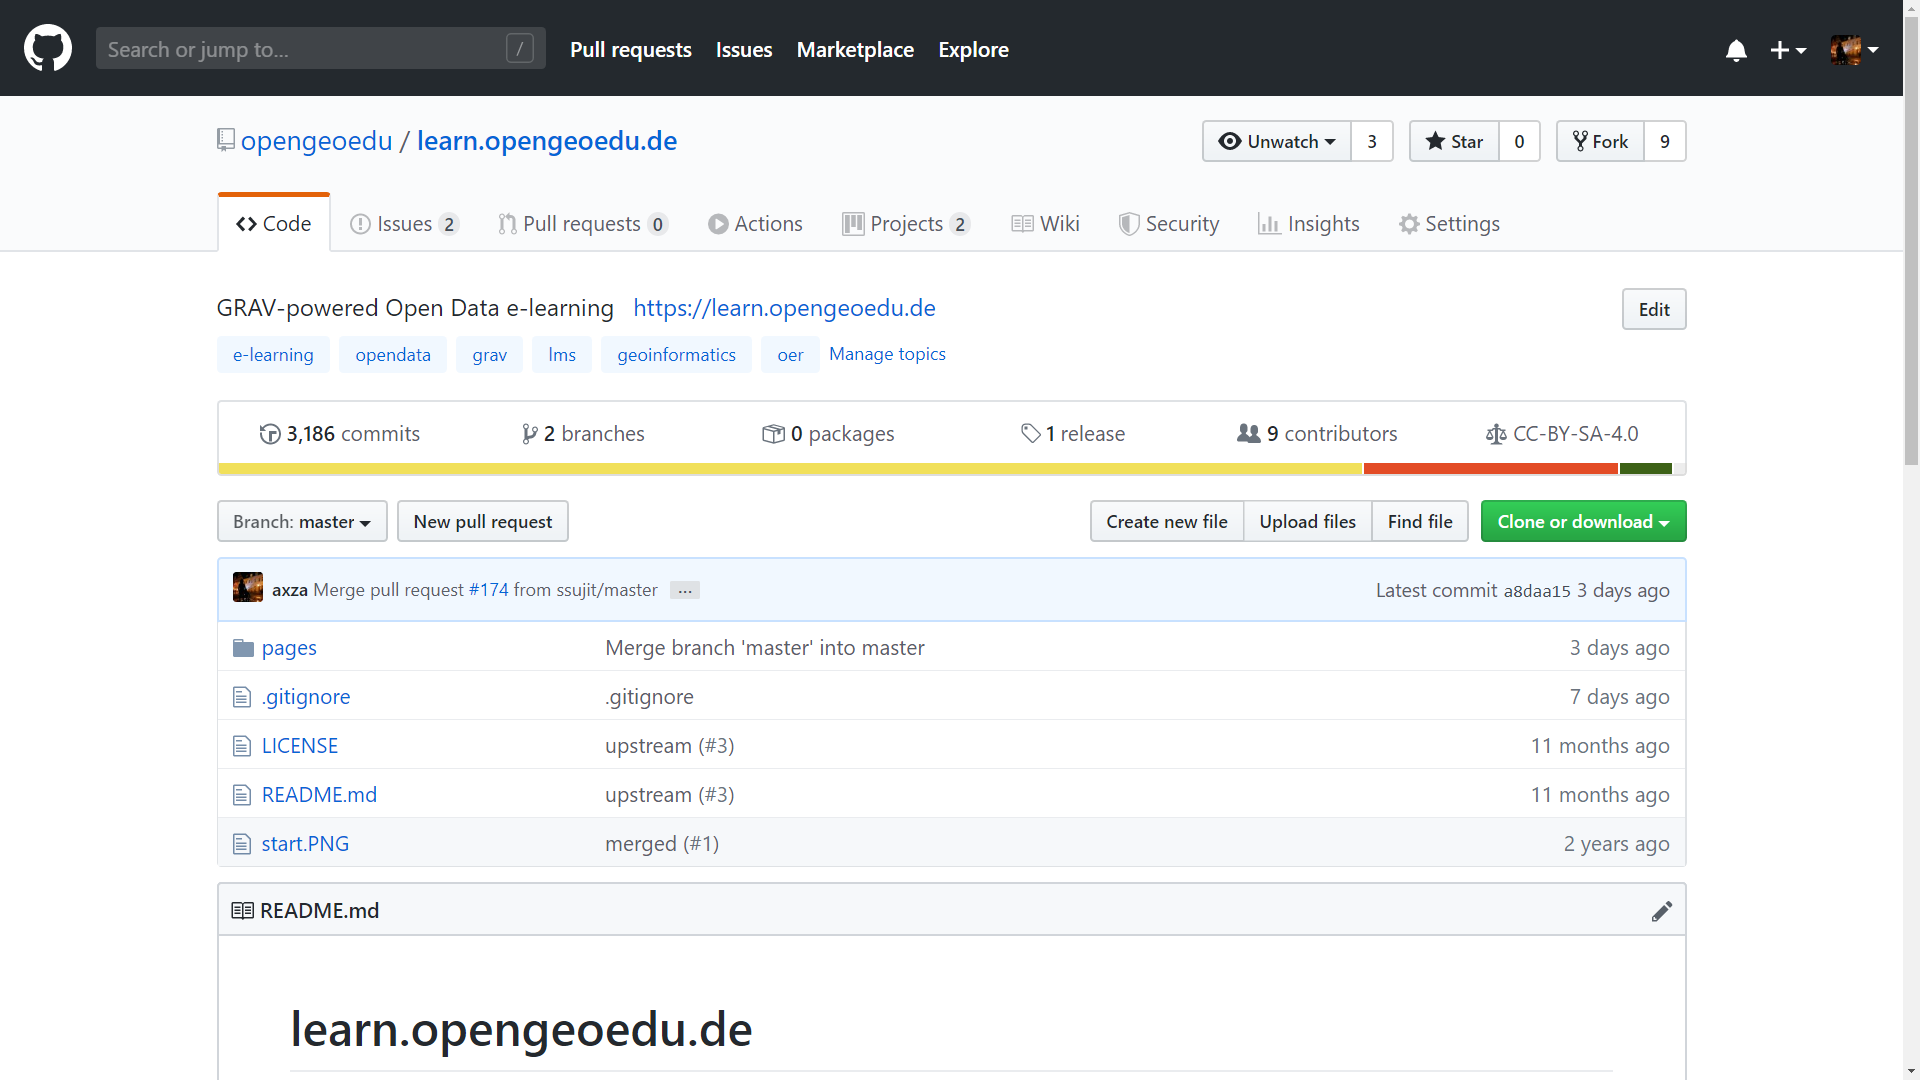 Search or jump to... / Pull requests Issues Marketplace Explore
opengeoedu / learn.opengeoedu.de Unwatch 3 Star 0 Fork 9
Code Issues 2 Pull requests 0 Actions Projects 2 Wiki Security Insights Settings
GRAV-powered Open Data e-learning https://learn.opengeoedu.de Edit
e-learning opendata grav lms geoinformatics oer Manage topics
3,186 commits 2 branches 0 packages 1 release 9 contributors CC-BY-SA-4.0
Branch: master New pull request Create new file Upload files Find file Clone or download
axza Merge pull request #174 from ssujit/master ... Latest commit a8daa15 3 days ago
pages Merge branch 'master' into master 3 days ago
.gitignore .gitignore 7 days ago
LICENSE upstream (#3) 11 months ago
README.md upstream (#3) 11 months ago
start.PNG merged (#1) 2 years ago
README.md
learn.opengeoedu.de